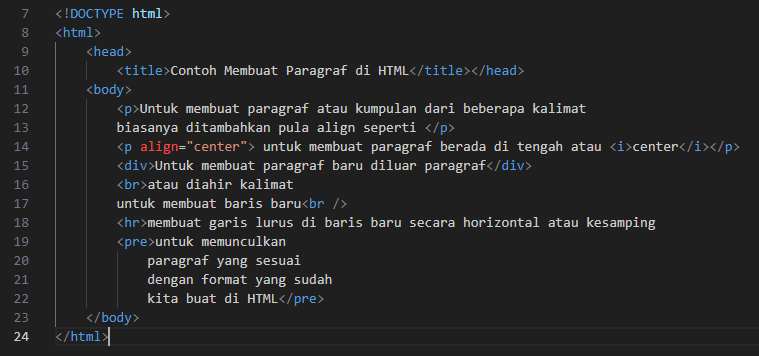 7 <!DOCTYPE html>
8 <html>
9     <head>
10         <title>Contoh Membuat Paragraf di HTML</title></head>
11     <body>
12         <p>Untuk membuat paragraf atau kumpulan dari beberapa kalimat
13         biasanya ditambahkan pula align seperti </p>
14         <p align="center"> untuk membuat paragraf berada di tengah atau <i>center</i></p>
15         <div>Untuk membuat paragraf baru diluar paragraf</div>
16         <br>atau diahir kalimat
17         untuk membuat baris baru<br />
18         <hr>membuat garis lurus di baris baru secara horizontal atau kesamping
19         <pre>untuk memunculkan
20             paragraf yang sesuai
21             dengan format yang sudah
22             kita buat di HTML</pre>
23     </body>
24 </html>